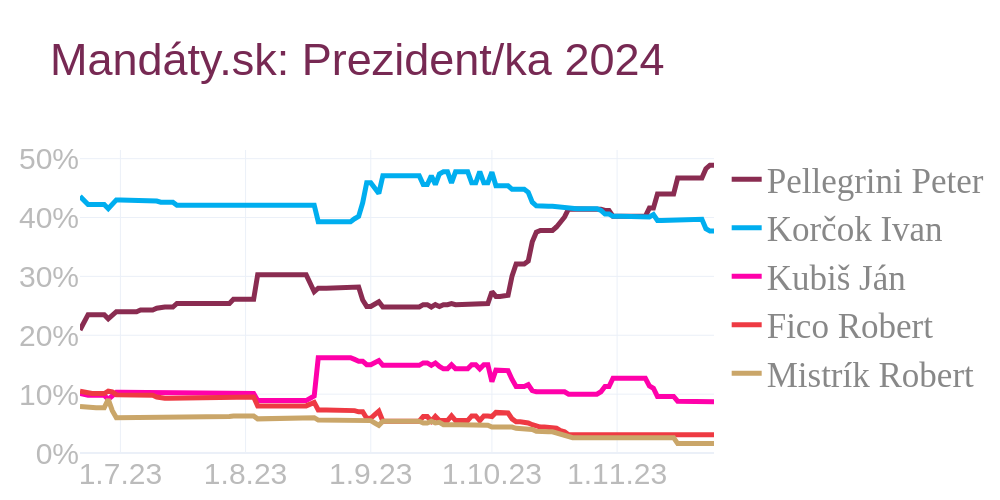 Mandáty.sk: Prezident/ka 2024
50%
40%
30%
20%
10%
0%
1.7.23 1.8.23 1.9.23 1.10.23 1.11.23
Pellegrini Peter
Korčok Ivan
Kubiš Ján
Fico Robert
Mistrík Robert